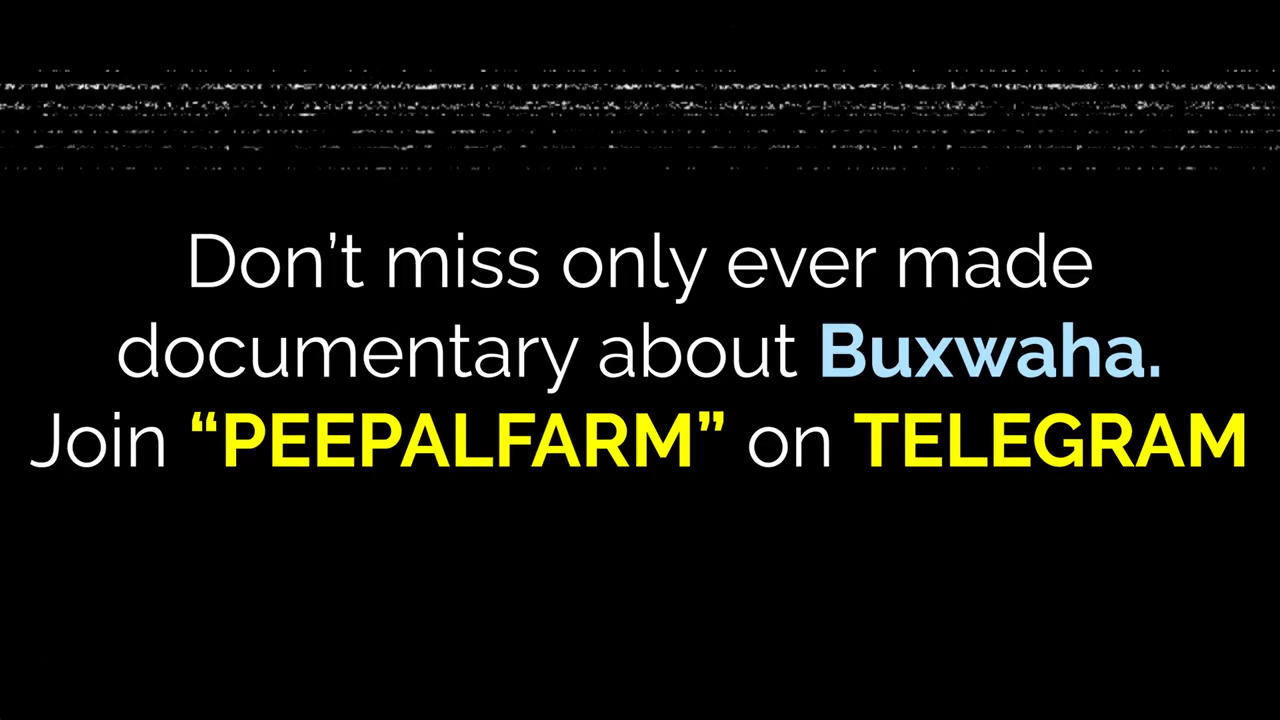 Don’t miss only ever made
documentary about Buxwaha.
Join “PEEPALFARM” on TELEGRAM